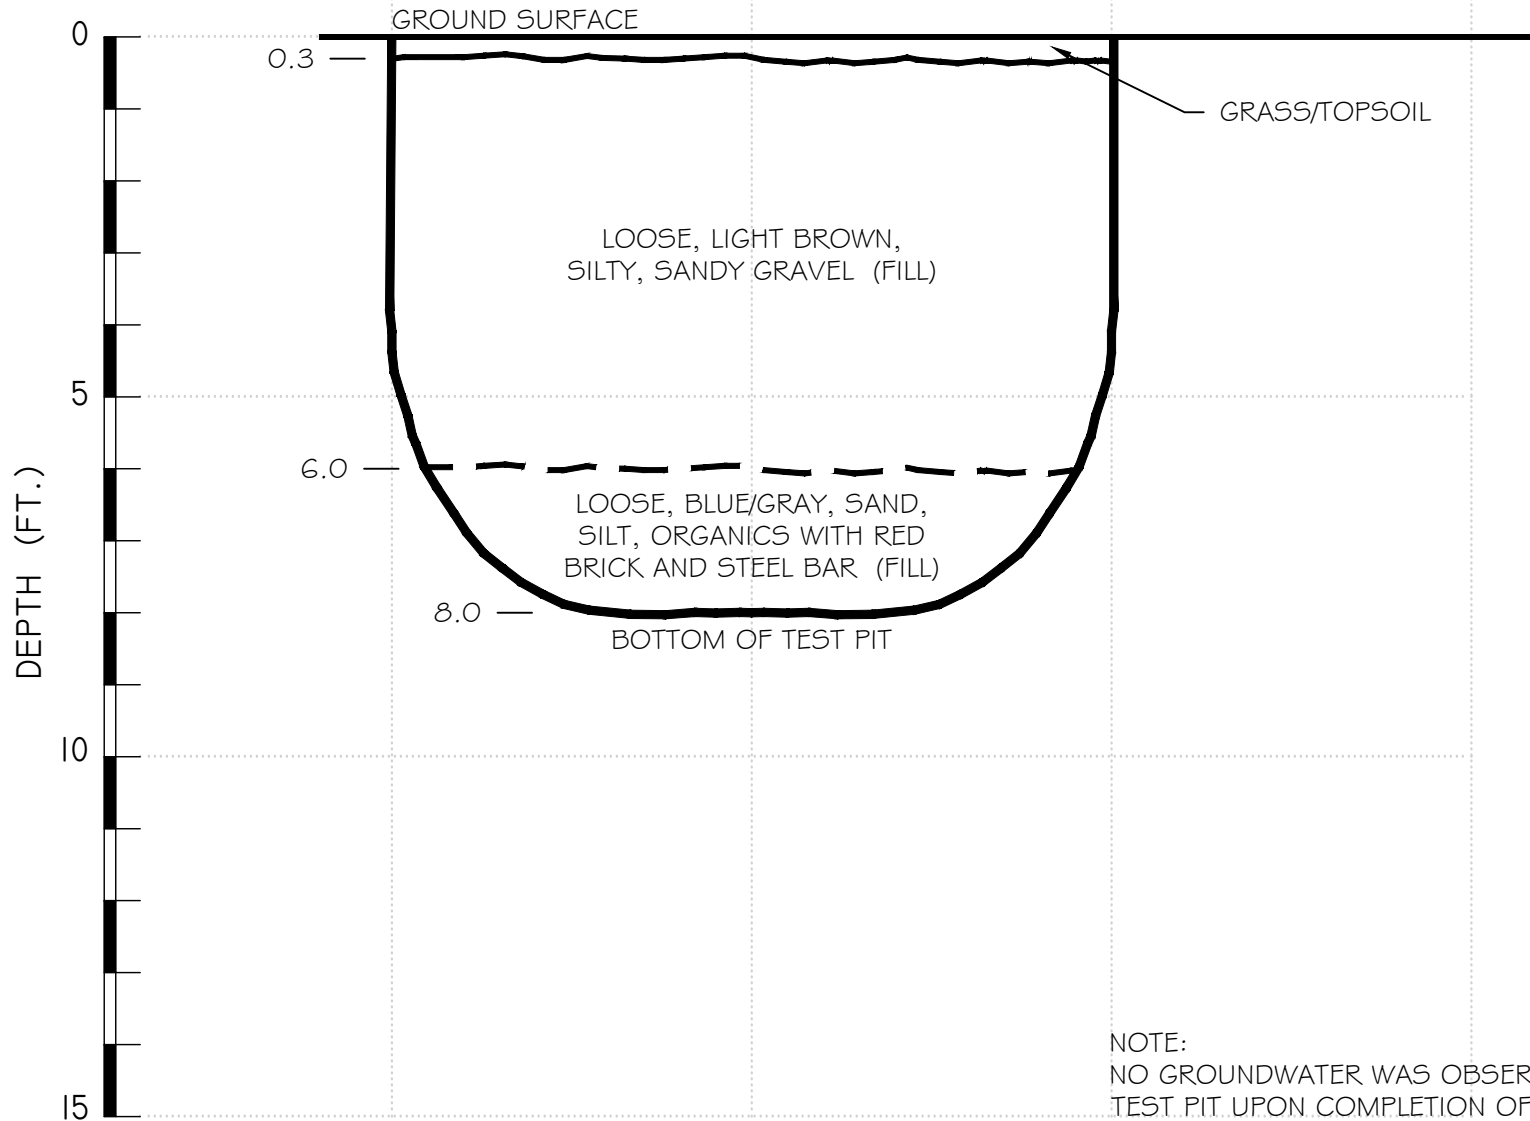 GROUND SURFACE
0
0.3
GRASS/TOPSOIL
LOOSE, LIGHT BROWN,
SILTY, SANDY GRAVEL (FILL)
5
6.0
LOOSE, BLUE/GRAY, SAND,
SILT, ORGANICS WITH RED
BRICK AND STEEL BAR (FILL)
8.0
BOTTOM OF TEST PIT
DEPTH (FT.)
10
NOTE:
NO GROUNDWATER WAS OBSER
TEST PIT UPON COMPLETION OF
15